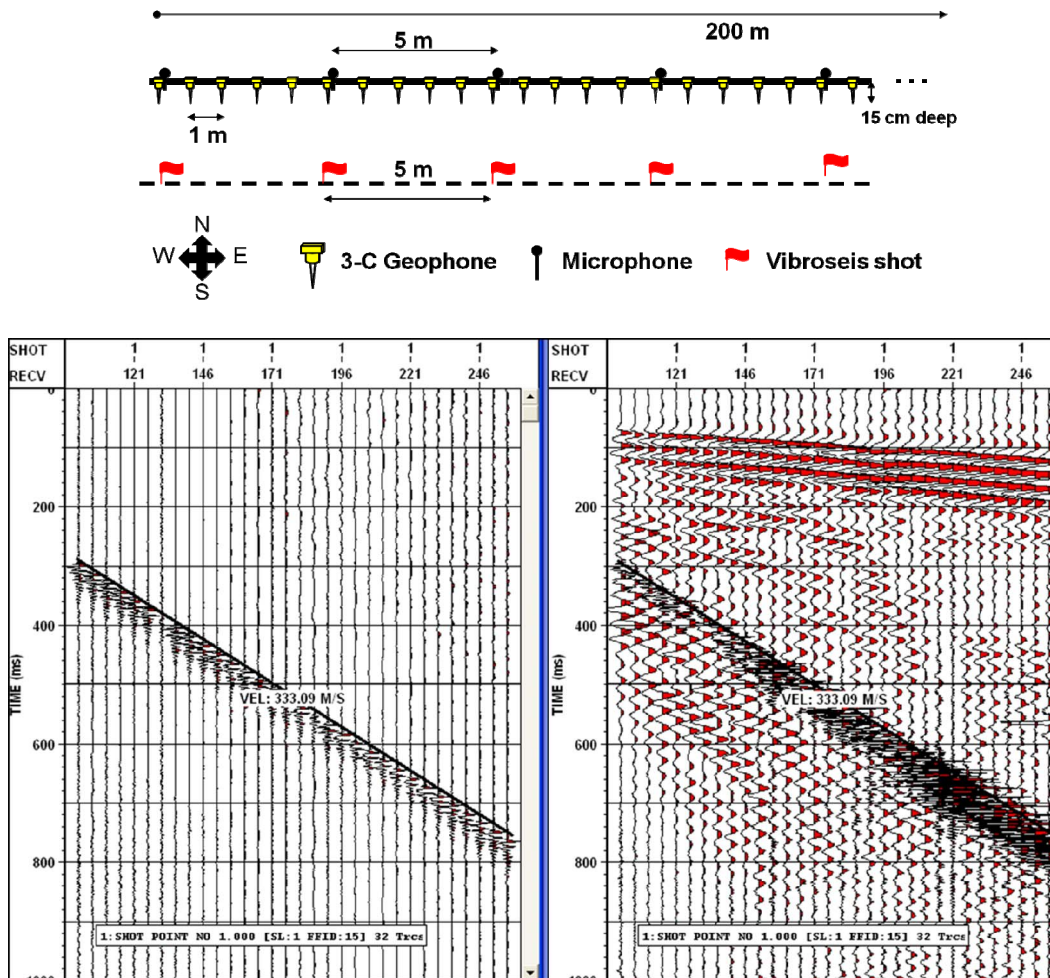 200 m
5 m
1 m
15 cm deep
5 m
N
W E
S
3-C Geophone
Microphone
Vibroseis shot
SHOT 1 1 1 1 1 1
RECV 121 146 171 196 221 246
200
400
600
800
TIME (ms)
VEL: 333.09 M/S
1:SHOT POINT NO 1.000 [SL:1 FFID:15] 32 Trcs
SHOT 1 1 1 1 1 1
RECV 121 146 171 196 221 246
200
400
600
800
TIME (ms)
VEL: 333.09 M/S
1:SHOT POINT NO 1.000 [SL:1 FFID:15] 32 Trcs